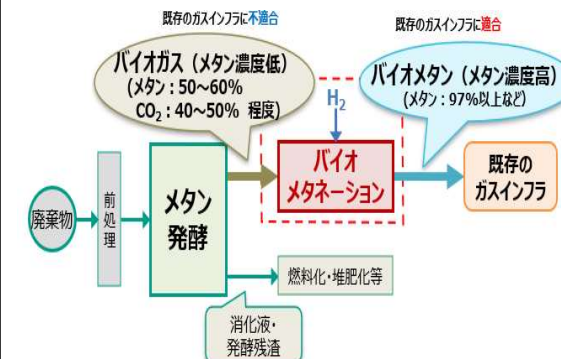 既存のガスインフラに不適合
既存のガスインフラに適合
バイオガス（メタン濃度低）
（メタン：50～60%
CO₂：40～50% 程度）
バイオメタン（メタン濃度高）
（メタン：97%以上など）
H₂
バイオ
メタネーション
既存の
ガスインフラ
廃棄物
前
処
理
メタン
発酵
燃料化・堆肥化等
消化液・
発酵残渣